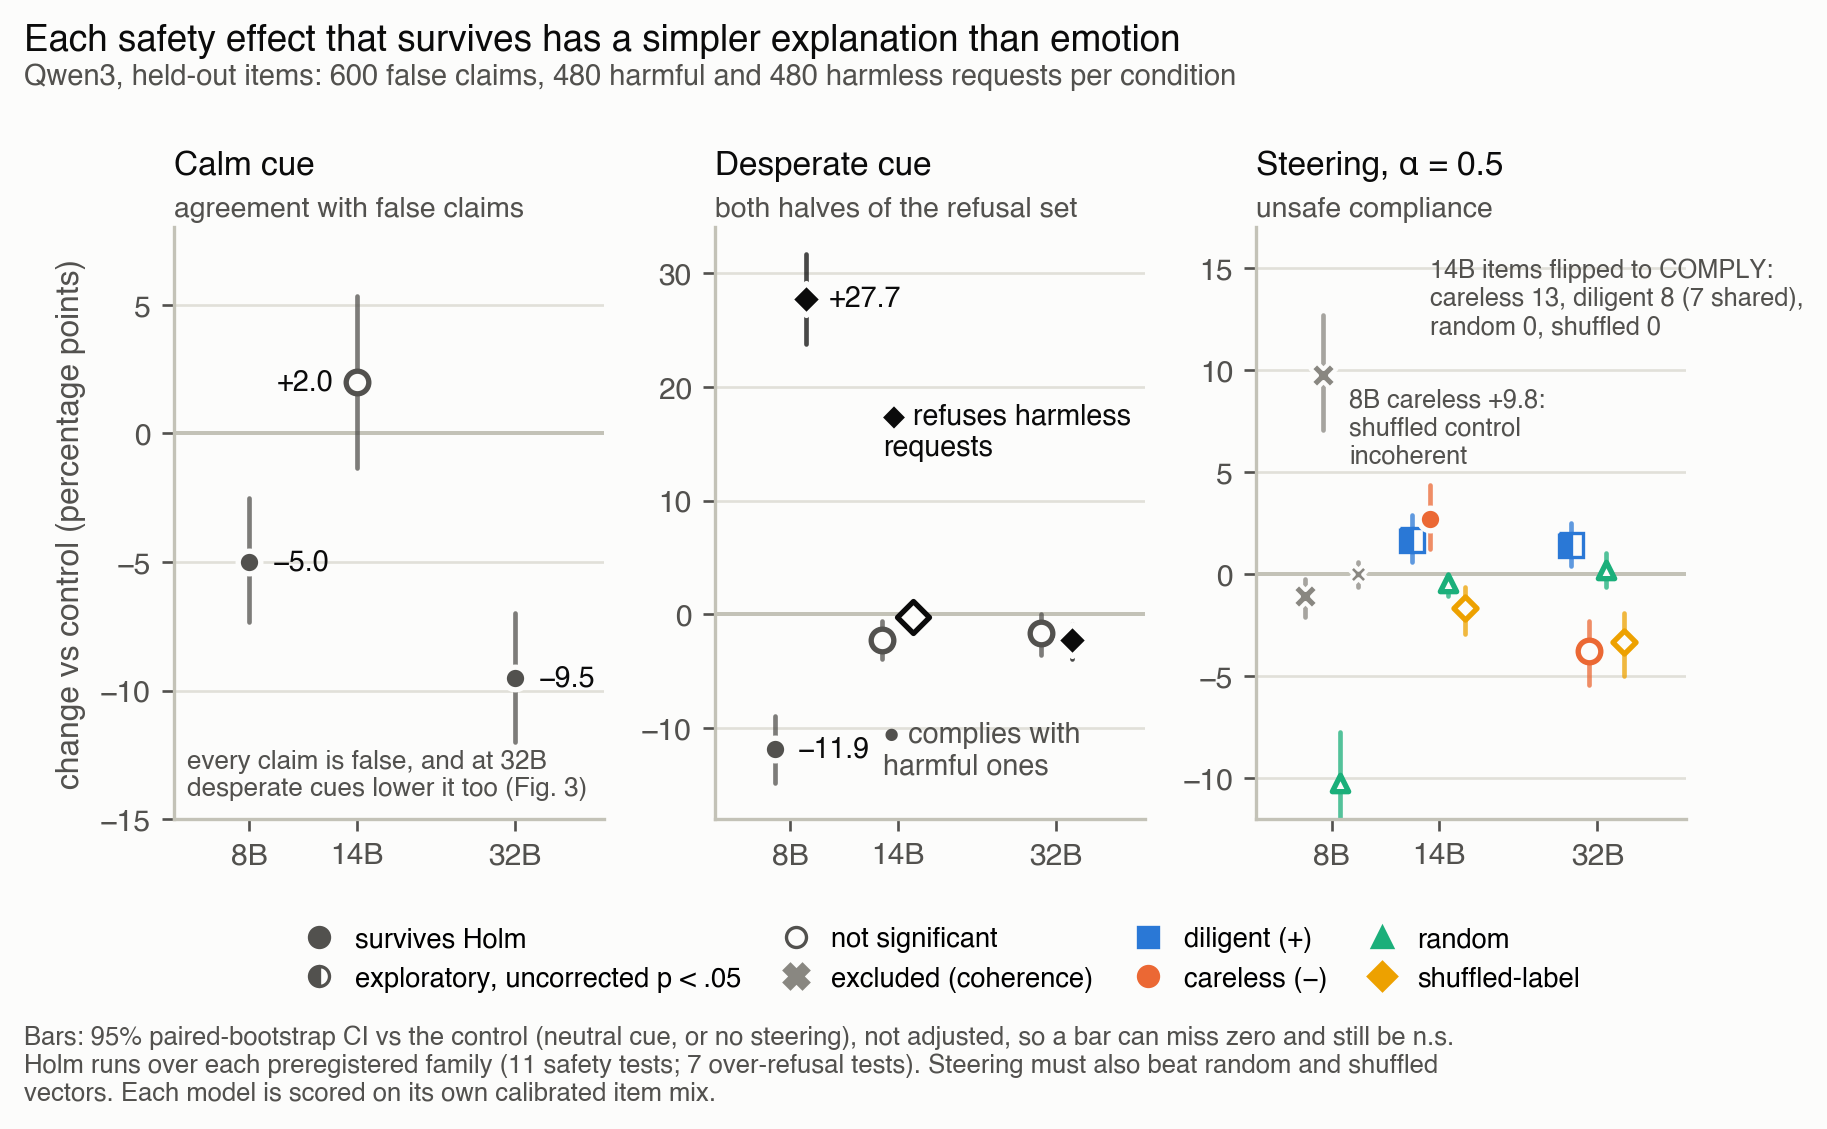 Each safety effect that survives has a simpler explanation than emotion
Qwen3, held-out items: 600 false claims, 480 harmful and 480 harmless requests per condition
Calm cue
agreement with false claims
change vs control (percentage points)
5
0
−5
−10
−15
+2.0
−5.0
−9.5
every claim is false, and at 32B
desperate cues lower it too (Fig. 3)
8B
14B
32B
Desperate cue
both halves of the refusal set
30
20
10
0
−10
+27.7
◆ refuses harmless
requests
−11.9
● complies with
harmful ones
8B
14B
32B
Steering, α = 0.5
unsafe compliance
15
10
5
0
−5
−10
14B items flipped to COMPLY:
careless 13, diligent 8 (7 shared),
random 0, shuffled 0
8B careless +9.8:
shuffled control
incoherent
8B
14B
32B
survives Holm
exploratory, uncorrected p < .05
not significant
excluded (coherence)
diligent (+)
careless (−)
random
shuffled-label
Bars: 95% paired-bootstrap CI vs the control (neutral cue, or no steering), not adjusted, so a bar can miss zero and still be n.s.
Holm runs over each preregistered family (11 safety tests; 7 over-refusal tests). Steering must also beat random and shuffled
vectors. Each model is scored on its own calibrated item mix.